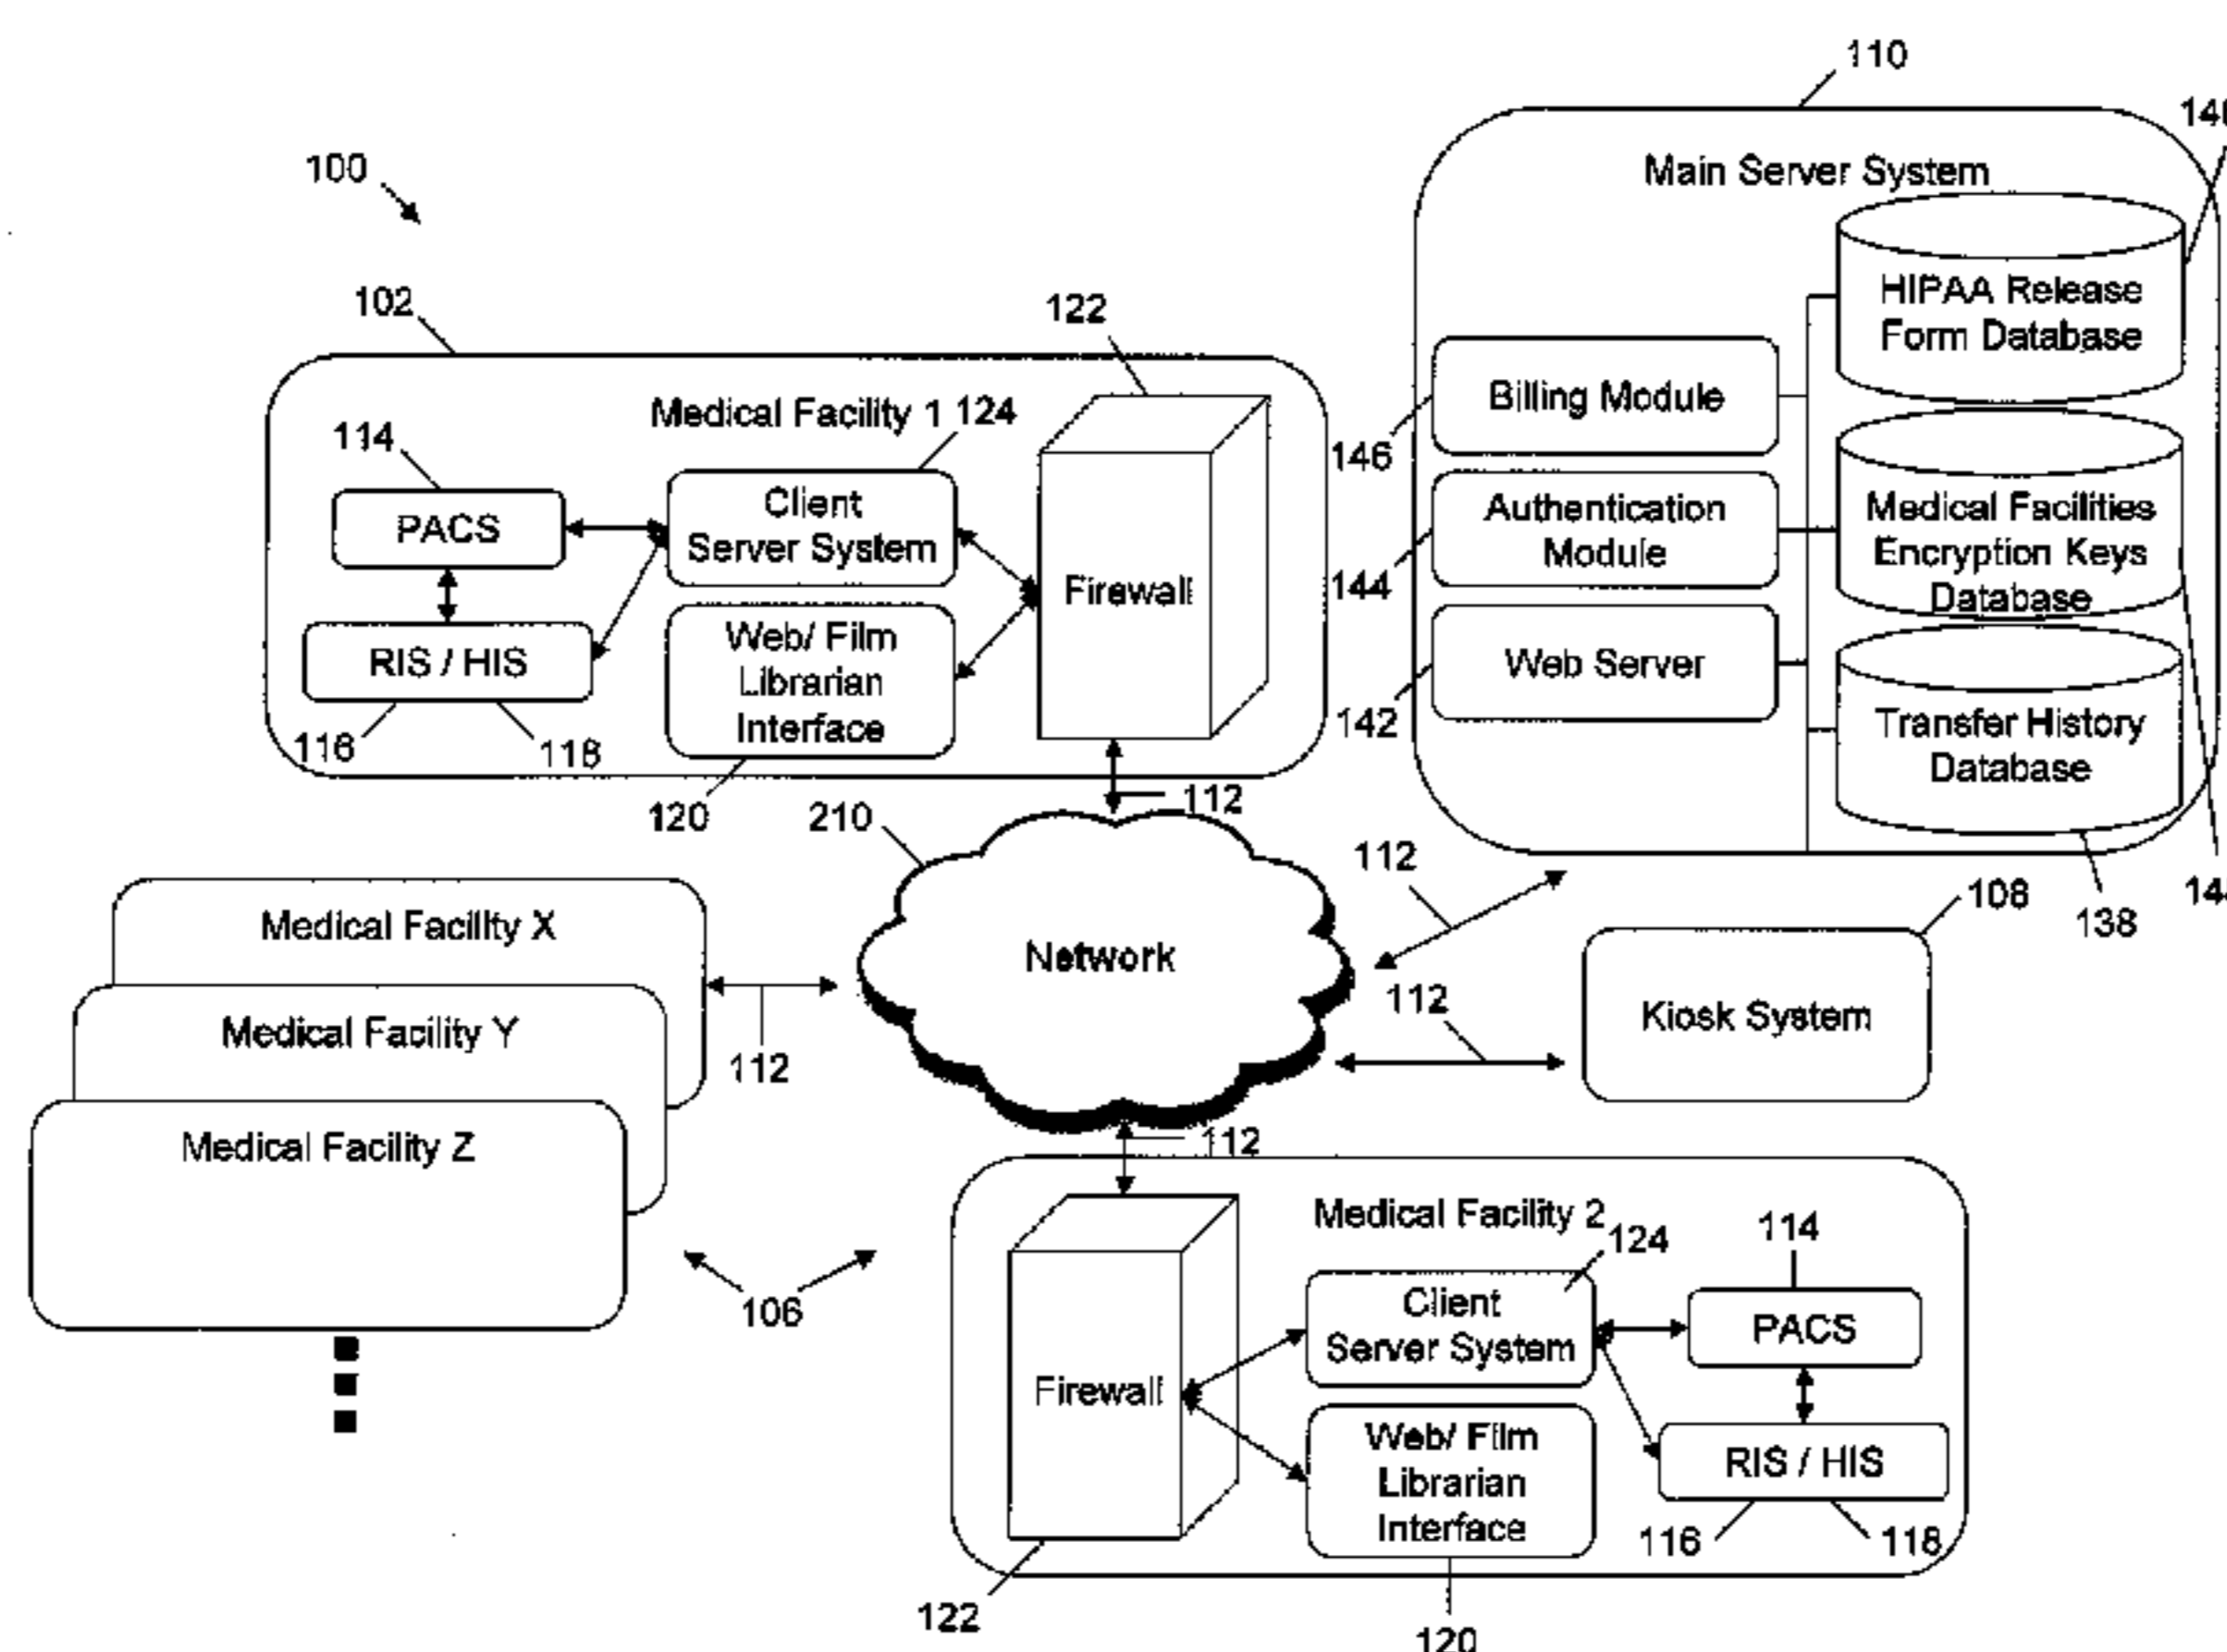 110
100
Main Server System
102
122
HIPAA Release
Form Database
Billing Module
146
Medical Facility 1
124
114
PACS
Client
Server System
Firewall
Authentication
Module
144
Medical Facilities
Encryption Keys
Database
RIS / HIS
116
118
Web/ Film
Librarian
Interface
120
Web Server
142
Transfer History
Database
138
210
112
112
108
Medical Facility X
Network
112
Kiosk System
Medical Facility Y
112
Medical Facility Z
112
106
Medical Facility 2
124
114
Firewall
Client
Server System
PACS
Web/ Film
Librarian
Interface
RIS / HIS
116
118
122
120